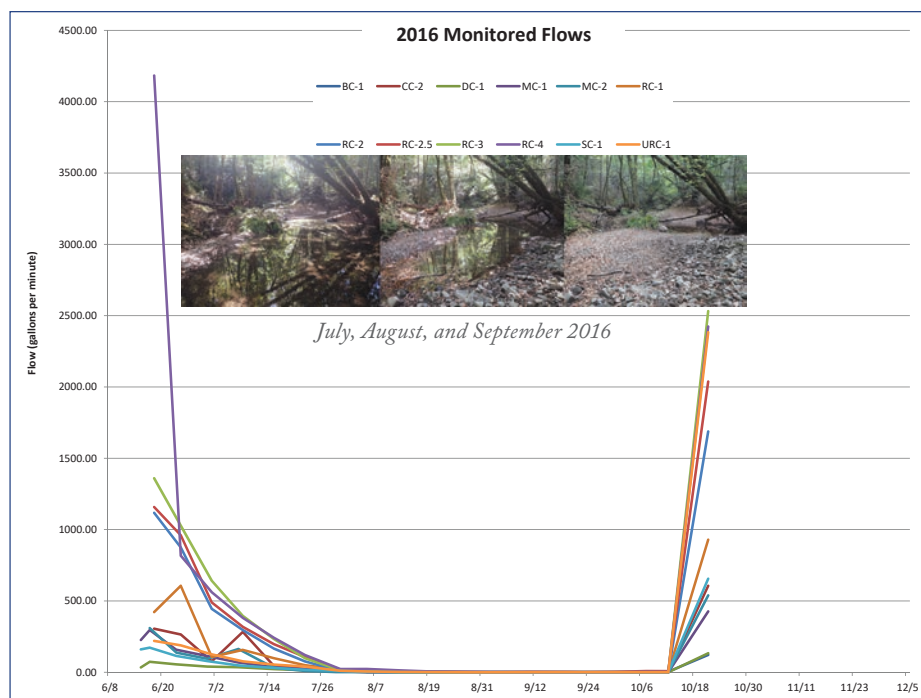 2016 Monitored Flows
BC-1 CC-2 DC-1 MC-1 MC-2 RC-1
RC-2 RC-2.5 RC-3 RC-4 SC-1 URC-1
July, August, and September 2016
Flow (gallons per minute)
4500.00
4000.00
3500.00
3000.00
2500.00
2000.00
1500.00
1000.00
500.00
0.00
6/8 6/20 7/2 7/14 7/26 8/7 8/19 8/31 9/12 9/24 10/6 10/18 10/30 11/11 11/23 12/5